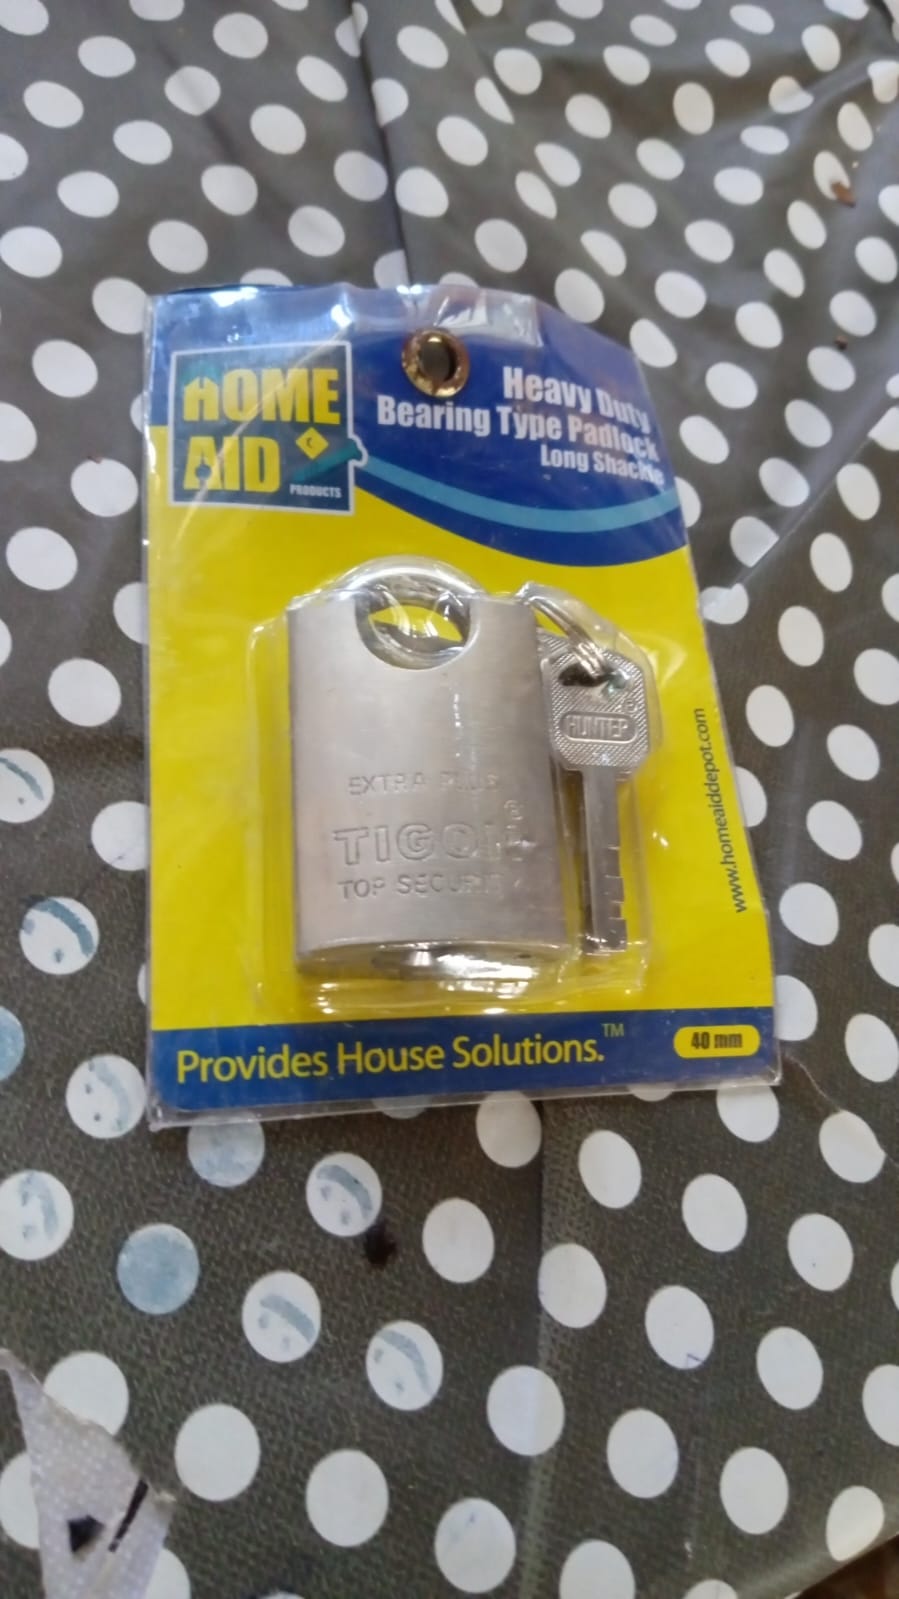 HOME
AID
PRODUCTS
Heavy Duty
Bearing Type Padlock
Long Shackle
HUNTER
EXTRA PLUS
TIGON
®
TOP SECURITY
www.homeaiddepot.com
Provides House Solutions.™
40 mm